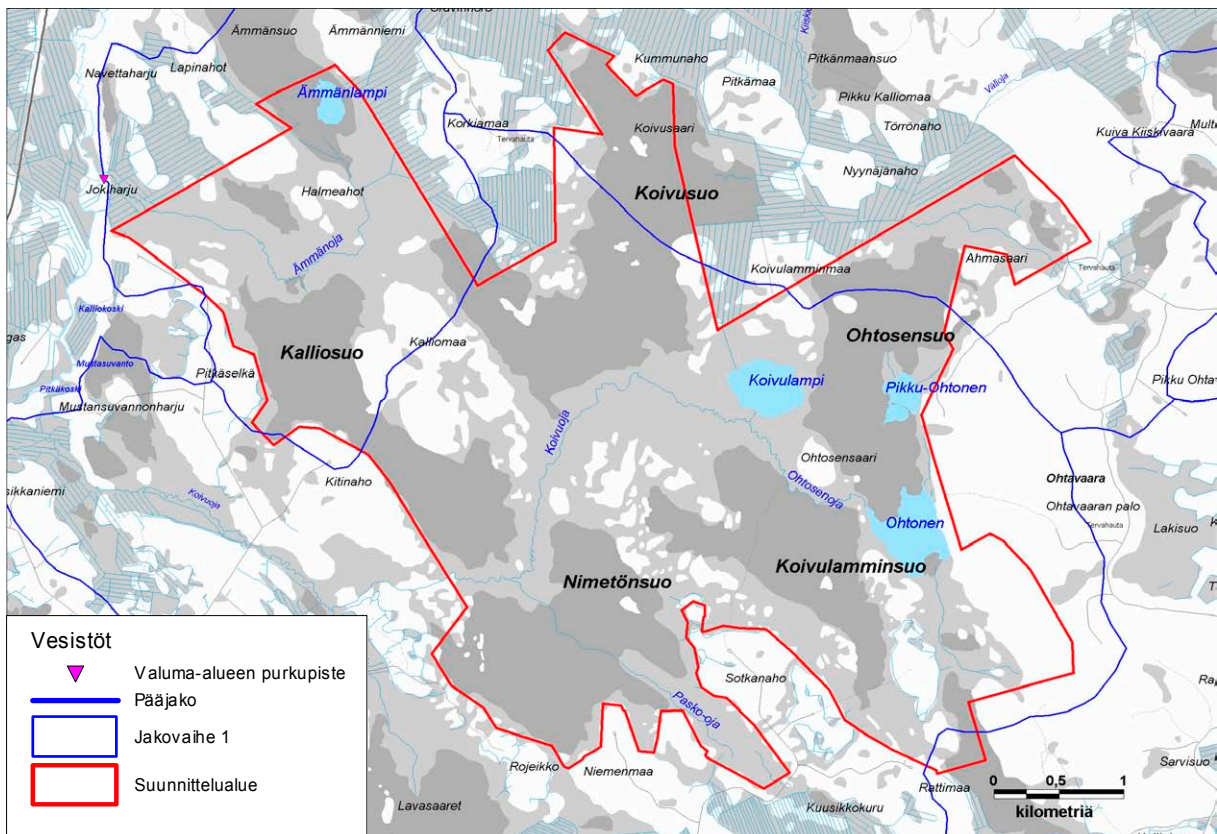 Ämmänsuo
Ämmänniemi
Kummunaho
Pitkämaa
Pitkänmaansuo
Navettaharju
Lapinahot
Ämmänlampi
Välloja
Pikku Kalliomaa
Törrönaho
Kuiva Kiiskivaara
Korkiamaa
Tervahauta
Koivusaari
Nyynäjänaho
Jokiharju
Halmeahot
Koivusuo
Ämmänoja
Koivulamminmaa
Ahmasaari
Tervahauta
Kalliokoski
Ohtosensuo
Kalliosuo
Kalliomaa
Mustasuvanto
Pitkäselkä
Pitkäkoski
Koivulampi
Pikku-Ohtonen
Mustansuvannonharju
Koivuoja
Ohtosensaari
Kitinaho
Ohtosenoja
Ohtavaara
Koivuoja
Ohtavaaran palo
Ohtonen
Tervahauta
Lakisuo
Nimetönsuo
Koivulamminsuo
Sotkanaho
Pasko-oja
Rojeikko
Niemenmaa
Rattimaa
Sarvisuo
Lavasaaret
Kuusikkokuru
Vesistöt
Valuma-alueen purkupiste
Pääjako
Jakovaihe 1
Suunnittelualue
0 0,5 1
kilometriä